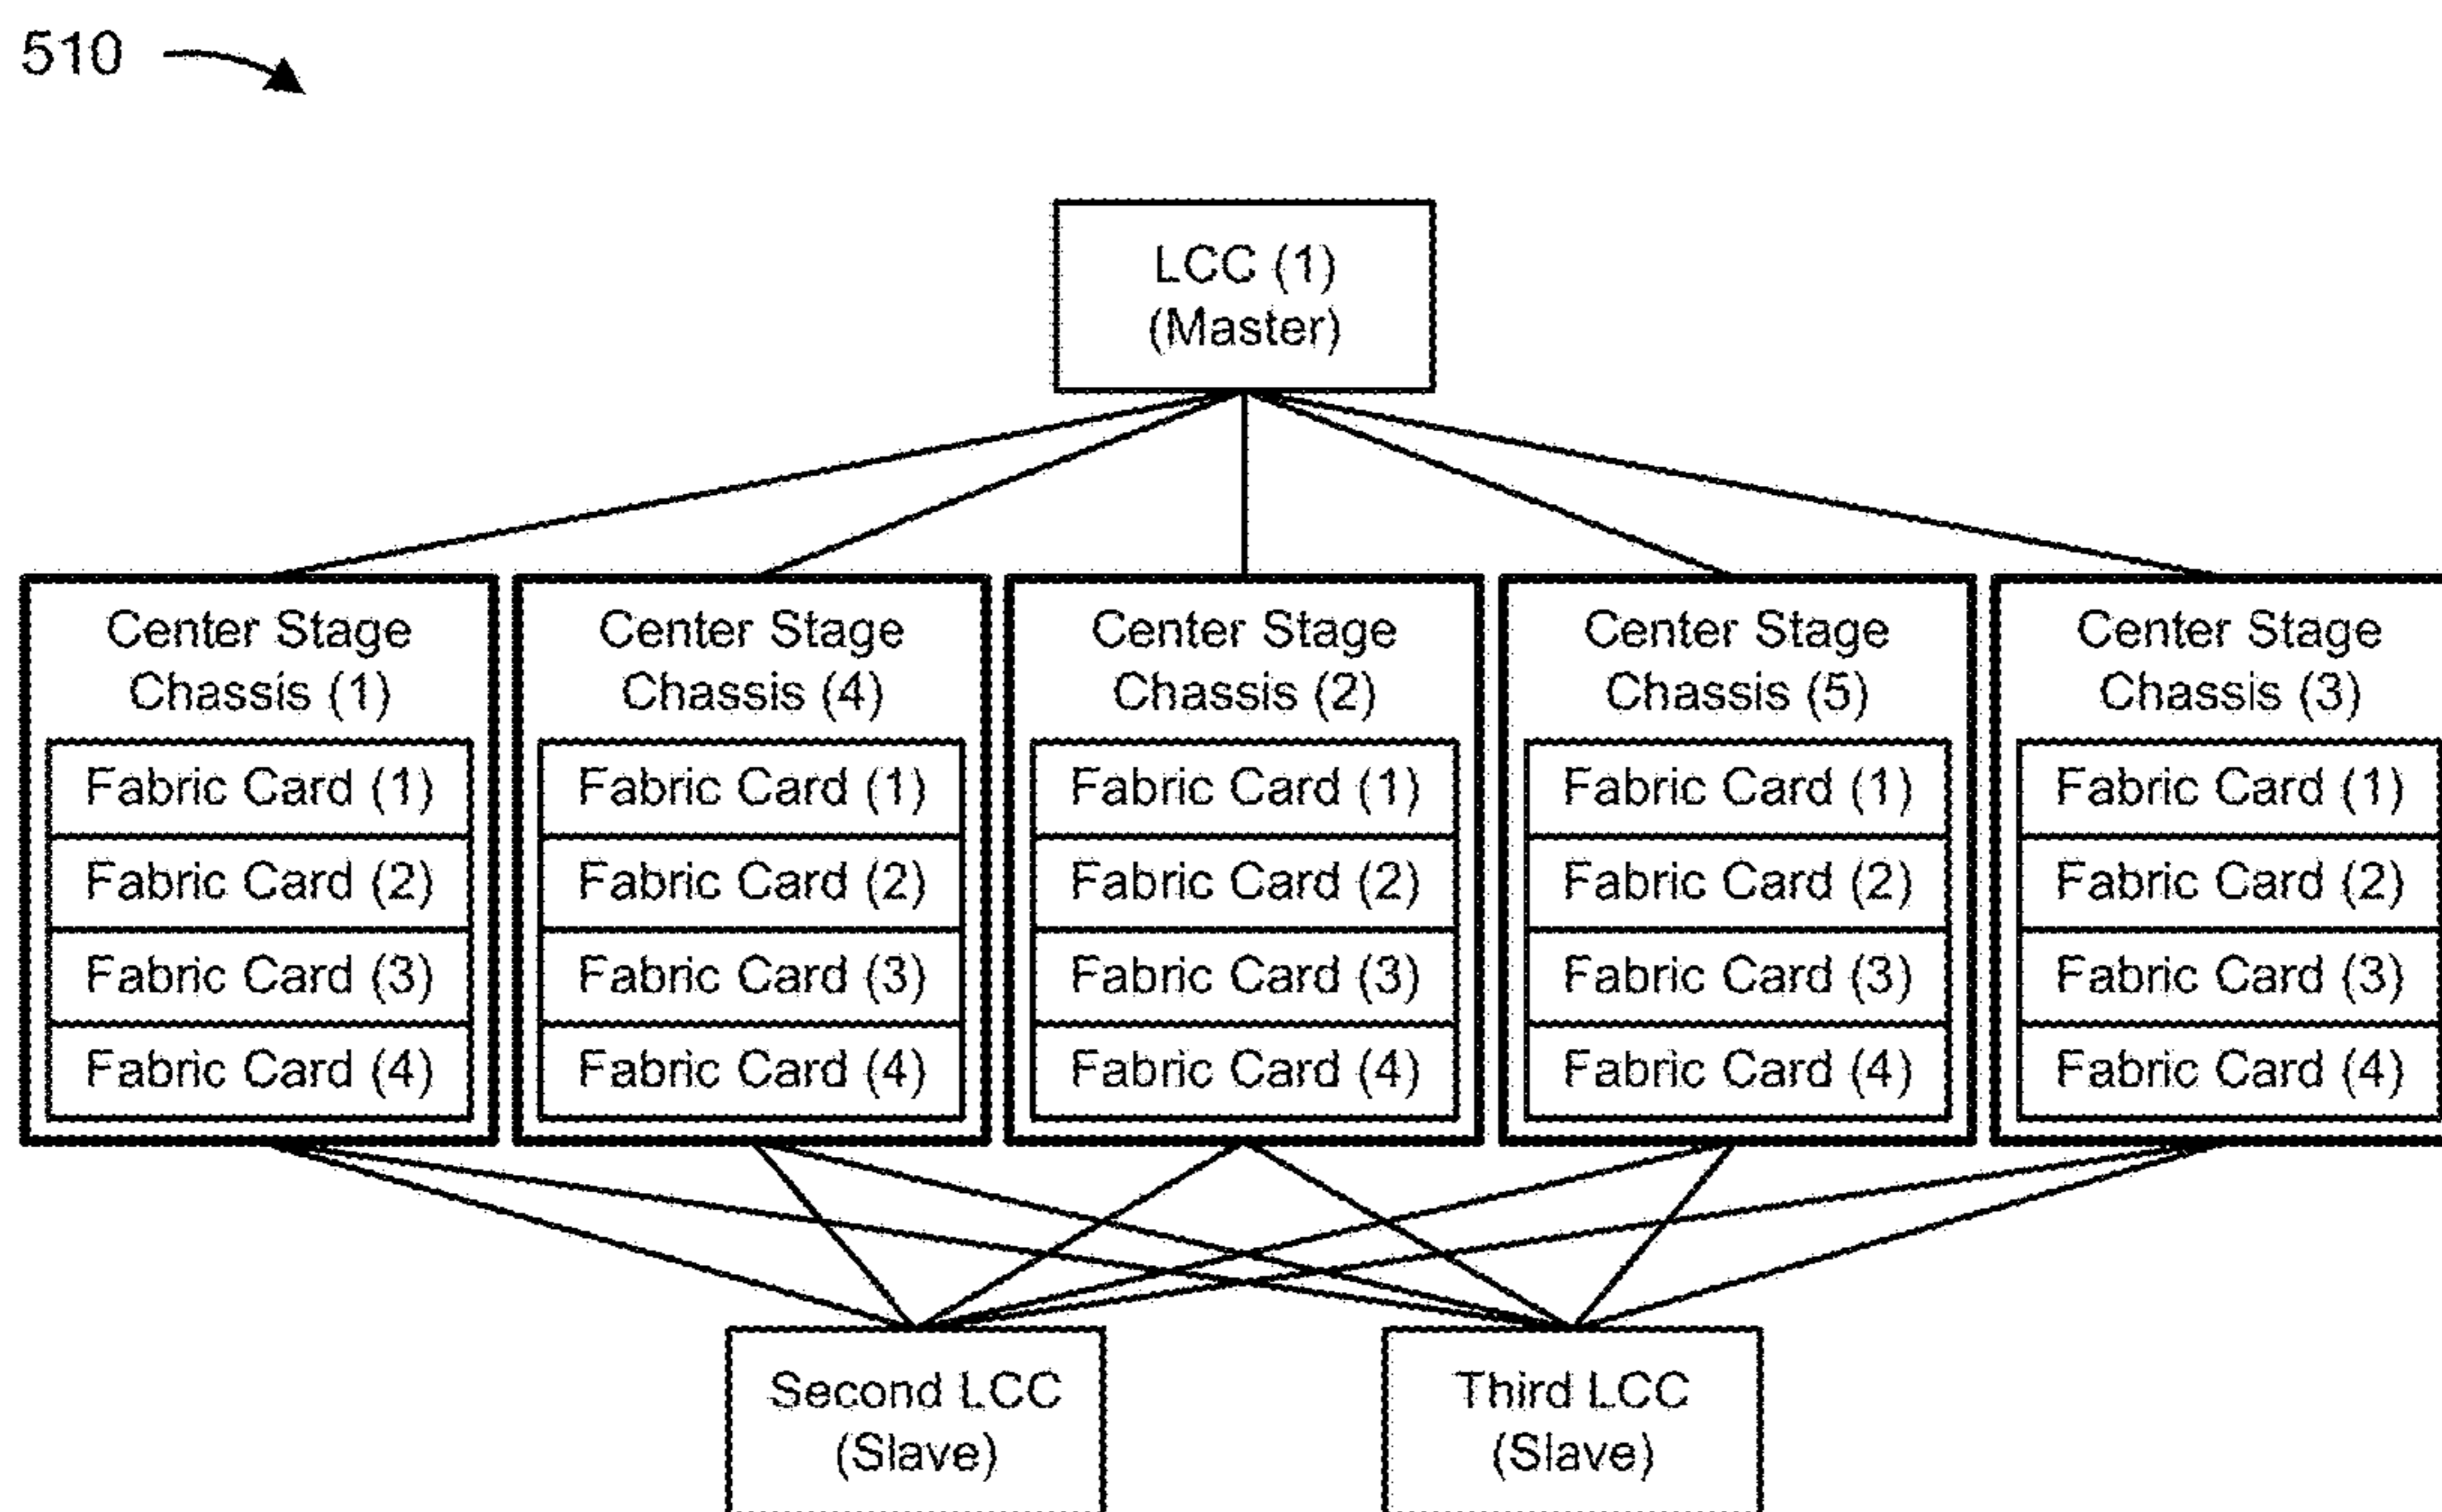 510
LCC (1)
(Master)
Center Stage
Chassis (1)
Fabric Card (1)
Fabric Card (2)
Fabric Card (3)
Fabric Card (4)
Center Stage
Chassis (4)
Fabric Card (1)
Fabric Card (2)
Fabric Card (3)
Fabric Card (4)
Center Stage
Chassis (2)
Fabric Card (1)
Fabric Card (2)
Fabric Card (3)
Fabric Card (4)
Center Stage
Chassis (5)
Fabric Card (1)
Fabric Card (2)
Fabric Card (3)
Fabric Card (4)
Center Stage
Chassis (3)
Fabric Card (1)
Fabric Card (2)
Fabric Card (3)
Fabric Card (4)
Second LCC
(Slave)
Third LCC
(Slave)